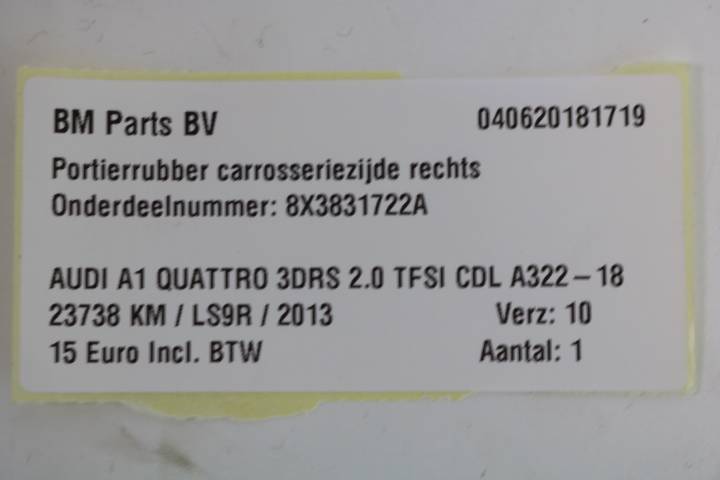 BM Parts BV 040620181719
Portierrubber carrosseriezijde rechts
Onderdeelnummer: 8X3831722A
AUDI A1 QUATTRO 3DRS 2.0 TFSI CDL A322-18
23738 KM / LS9R / 2013 Verz: 10
15 Euro Incl. BTW Aantal: 1